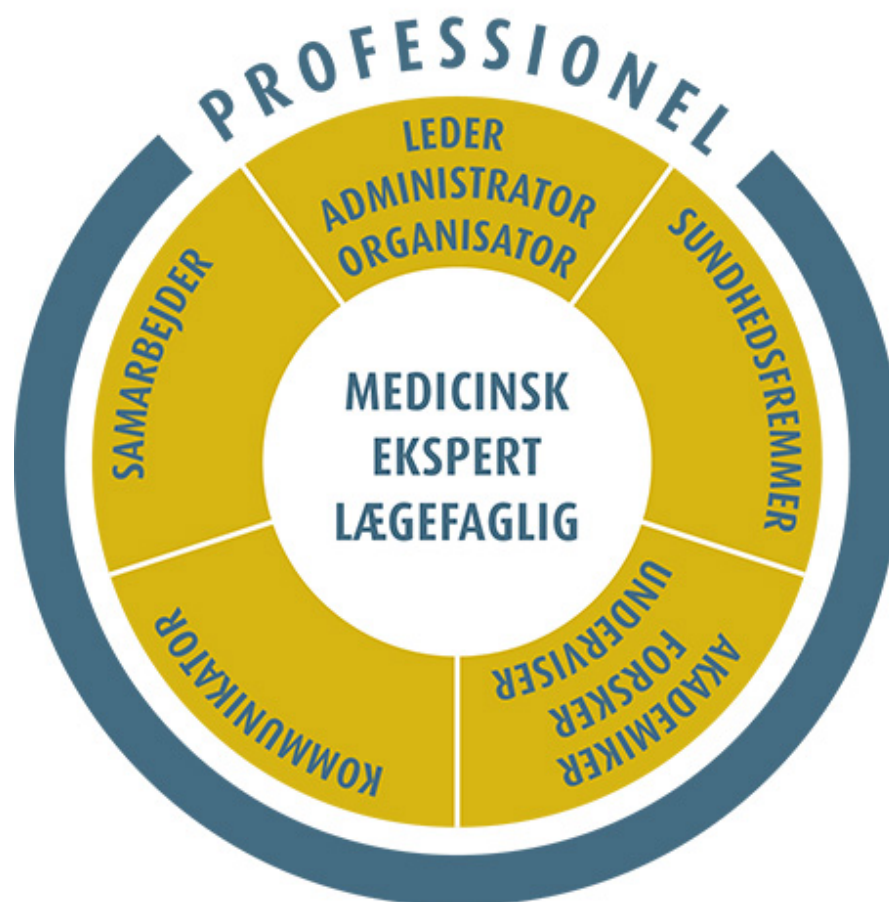 PROFESSIONEL
LEDER
ADMINISTRATOR
ORGANISATOR
SUNDHEDSFREMMER
AKADEMIKER
FORSKER
UNDERVISER
KOMMUNIKATOR
SAMARBEJDER
MEDICINSK
EKSPERT
LÆGEFAGLIG